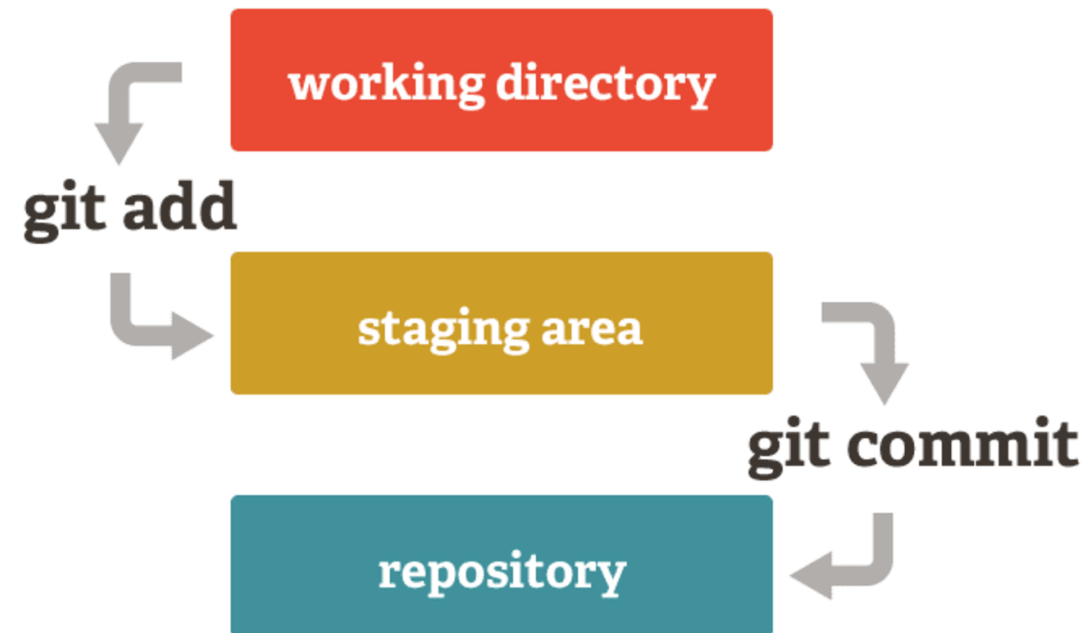 working directory
git add
staging area
git commit
repository